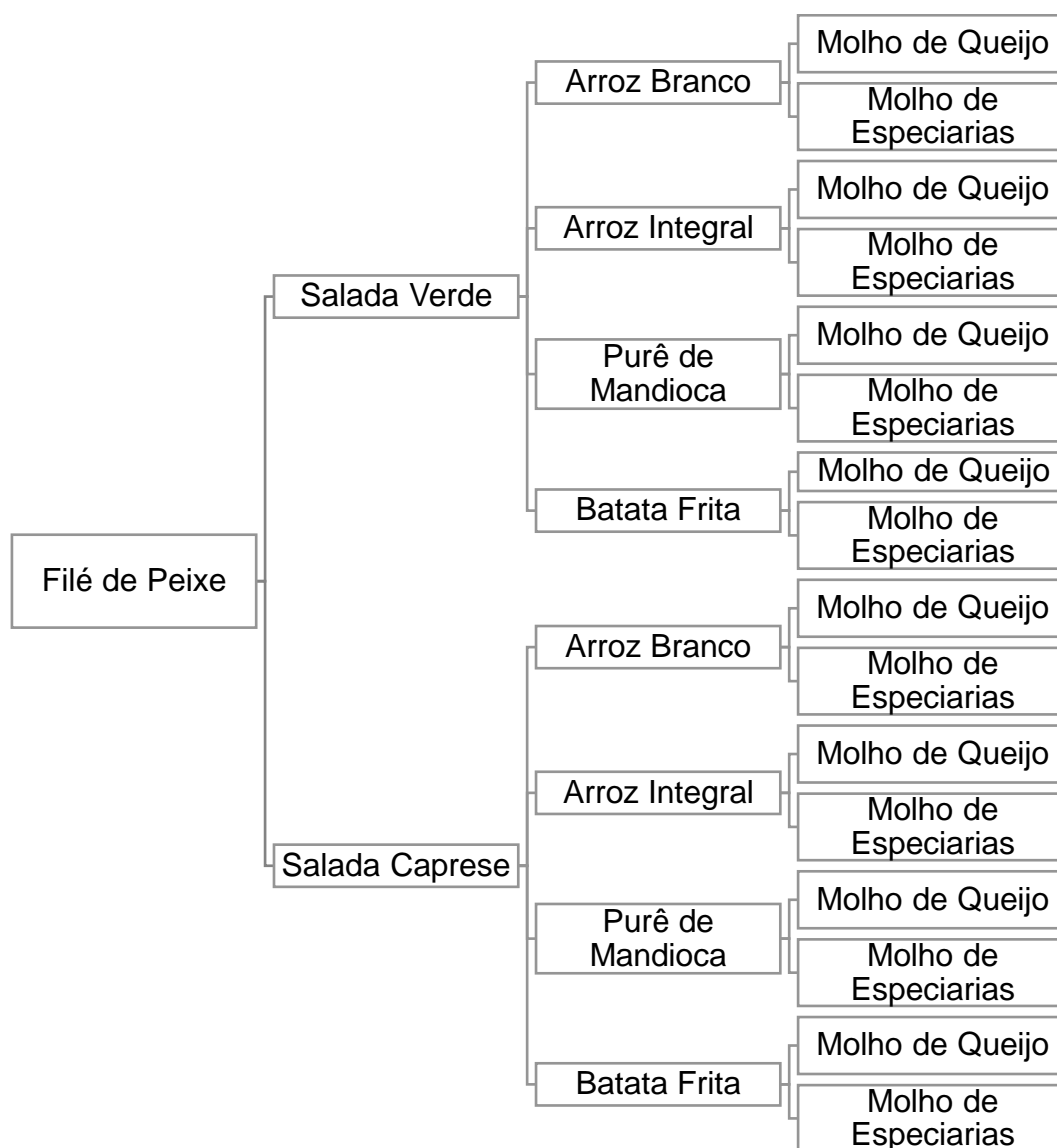 Filé de Peixe
Salada Verde
Arroz Branco
Molho de Queijo
Molho de
Especiarias
Arroz Integral
Molho de Queijo
Molho de
Especiarias
Purê de
Mandioca
Molho de Queijo
Molho de
Especiarias
Batata Frita
Molho de Queijo
Molho de
Especiarias
Salada Caprese
Arroz Branco
Molho de Queijo
Molho de
Especiarias
Arroz Integral
Molho de Queijo
Molho de
Especiarias
Purê de
Mandioca
Molho de Queijo
Molho de
Especiarias
Batata Frita
Molho de Queijo
Molho de
Especiarias